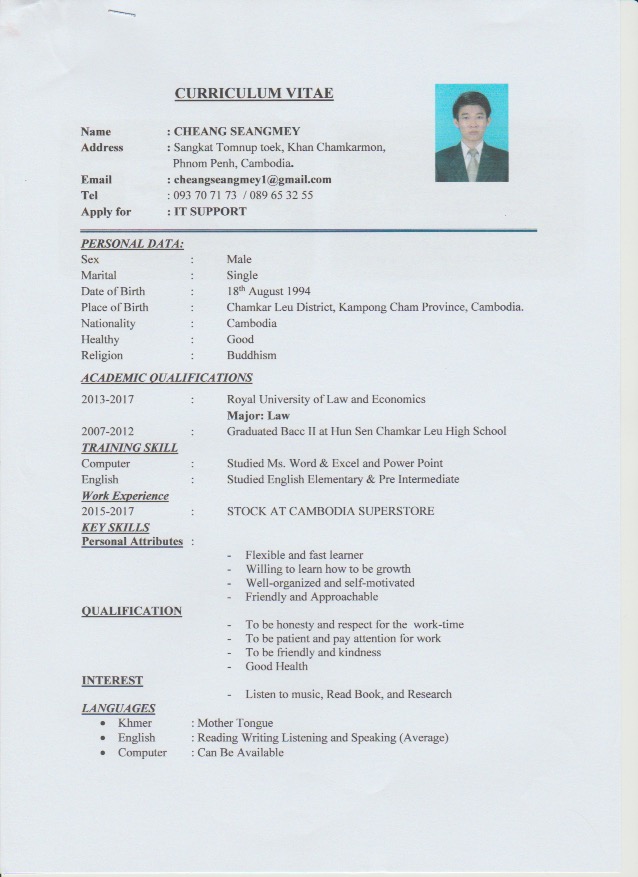 CURRICULUM VITAE
Name : CHEANG SEANGMEY
Address : Sangkat Tomnup toek, Khan Chamkarmon,
Phnom Penh, Cambodia.
Email : cheangseangmey1@gmail.com
Tel : 093 70 71 73 / 089 65 32 55
Apply for : IT SUPPORT
PERSONAL DATA:
Sex : Male
Marital : Single
Date of Birth : 18th August 1994
Place of Birth : Chamkar Leu District, Kampong Cham Province, Cambodia.
Nationality : Cambodia
Healthy : Good
Religion : Buddhism
ACADEMIC QUALIFICATIONS
2013-2017 : Royal University of Law and Economics
Major: Law
2007-2012 : Graduated Bacc II at Hun Sen Chamkar Leu High School
TRAINING SKILL
Computer : Studied Ms. Word & Excel and Power Point
English : Studied English Elementary & Pre Intermediate
Work Experience
2015-2017 : STOCK AT CAMBODIA SUPERSTORE
KEY SKILLS
Personal Attributes :
- Flexible and fast learner
- Willing to learn how to be growth
- Well-organized and self-motivated
- Friendly and Approachable
QUALIFICATION
- To be honesty and respect for the work-time
- To be patient and pay attention for work
- To be friendly and kindness
- Good Health
INTEREST
- Listen to music, Read Book, and Research
LANGUAGES
• Khmer : Mother Tongue
• English : Reading Writing Listening and Speaking (Average)
• Computer : Can Be Available